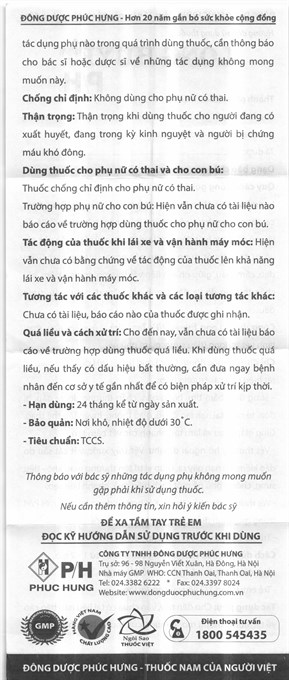 ĐÔNG DƯỢC PHÚC HƯNG - Hơn 20 năm gắn bó sức khỏe cộng đồng
tác dụng phụ nào trong quá trình dùng thuốc, cần thông báo
cho bác sĩ hoặc dược sĩ về những tác dụng không mong
muốn này.
Chống chỉ định: Không dùng cho phụ nữ có thai.
Thận trọng: Thận trọng khi dùng thuốc cho người đang có
xuất huyết, đang trong kỳ kinh nguyệt và người bị chứng
máu khó đông.
Dùng thuốc cho phụ nữ có thai và cho con bú:
Thuốc chống chỉ định cho phụ nữ có thai.
Trường hợp phụ nữ cho con bú: Hiện vẫn chưa có tài liệu nào
báo cáo về trường hợp dùng thuốc cho phụ nữ cho con bú.
Tác động của thuốc khi lái xe và vận hành máy móc: Hiện
vẫn chưa có bằng chứng về tác động của thuốc lên khả năng
lái xe và vận hành máy móc.
Tương tác với các thuốc khác và các loại tương tác khác:
Chưa có tài liệu, báo cáo nào của thuốc được ghi nhận.
Quá liều và cách xử trí: Cho đến nay, vẫn chưa có tài liệu báo
cáo về trường hợp dùng thuốc quá liều. Khi dùng thuốc quá
liều, nếu thấy có dấu hiệu bất thường, cần đưa ngay bệnh
nhân đến cơ sở y tế gần nhất để có biện pháp xử trí kịp thời.
- Hạn dùng: 24 tháng kể từ ngày sản xuất.
- Bảo quản: Nơi khô, nhiệt độ dưới 30°C.
- Tiêu chuẩn: TCCS.
Thông báo với bác sỹ những tác dụng phụ không mong muốn
gặp phải khi sử dụng thuốc.
Nếu cần thêm thông tin, xin hỏi ý kiến bác sỹ
ĐỂ XA TẦM TAY TRẺ EM
ĐỌC KỸ HƯỚNG DẪN SỬ DỤNG TRƯỚC KHI DÙNG
P/H
PHUC HUNG
CÔNG TY TNHH ĐÔNG DƯỢC PHÚC HƯNG
Trụ sở: 96 - 98 Nguyễn Viết Xuân, Hà Đông, Hà Nội
Nhà máy GMP WHO: CCN Thanh Oai, Thanh Oai, Hà Nội
Tel: 024.3382 6222 * Fax: 024.3397 8024
Website: www.dongduocphuchung.com.vn
GMP
Ngôi Sao
THUỐC VIỆT
Điện thoại tư vấn
1800 545435
ĐÔNG DƯỢC PHÚC HƯNG - THUỐC NAM CỦA NGƯỜI VIỆT